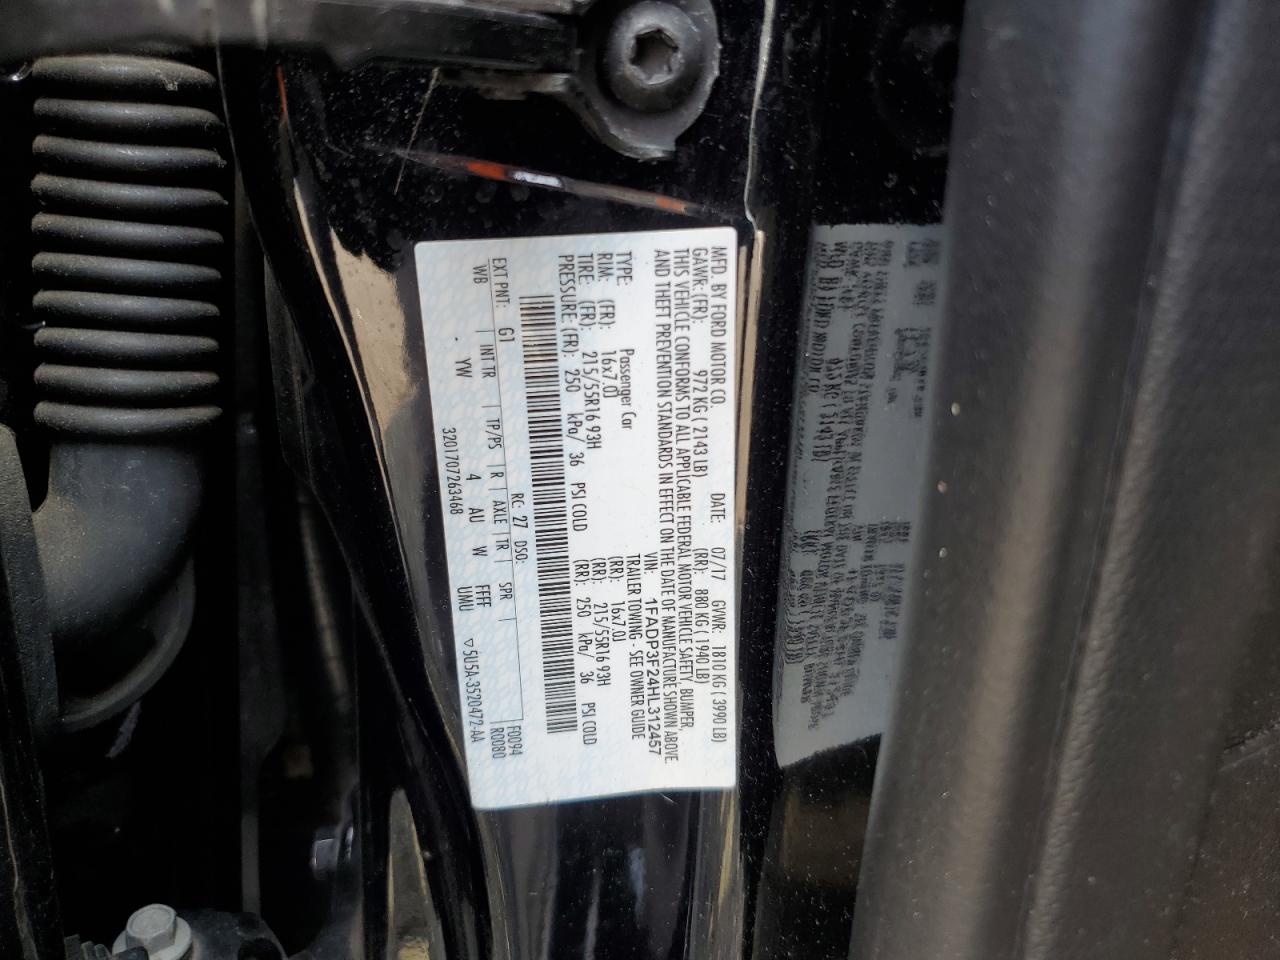 MFD. BY FORD MOTOR CO.
DATE: 07/17 GVWR: 1810 KG ( 3990 LB)
GAWR: (FR): 972 KG ( 2143 LB) (RR): 880 KG ( 1940 LB)
THIS VEHICLE CONFORMS TO ALL APPLICABLE FEDERAL MOTOR VEHICLE SAFETY, BUMPER,
AND THEFT PREVENTION STANDARDS IN EFFECT ON THE DATE OF MANUFACTURE SHOWN ABOVE.
VIN: 1FADP3F24HL312457
TYPE: Passenger Car TRAILER TOWING - SEE OWNER GUIDE
RIM: (FR): 16x7.0J (RR): 16x7.0J
TIRE: (FR): 215/55R16 93H (RR): 215/55R16 93H
PRESSURE: (FR): 250 kPa/ 36 PSI COLD (RR): 250 kPa/ 36 PSI COLD
RC: 27 DSO: F0094
EXT PNT: G1 INT TR TP/PS R AXLE TR SPR R0080
WB YW 4 AU W FFFF
UMU
3201707263468 ▽5U5A-3520472-AA